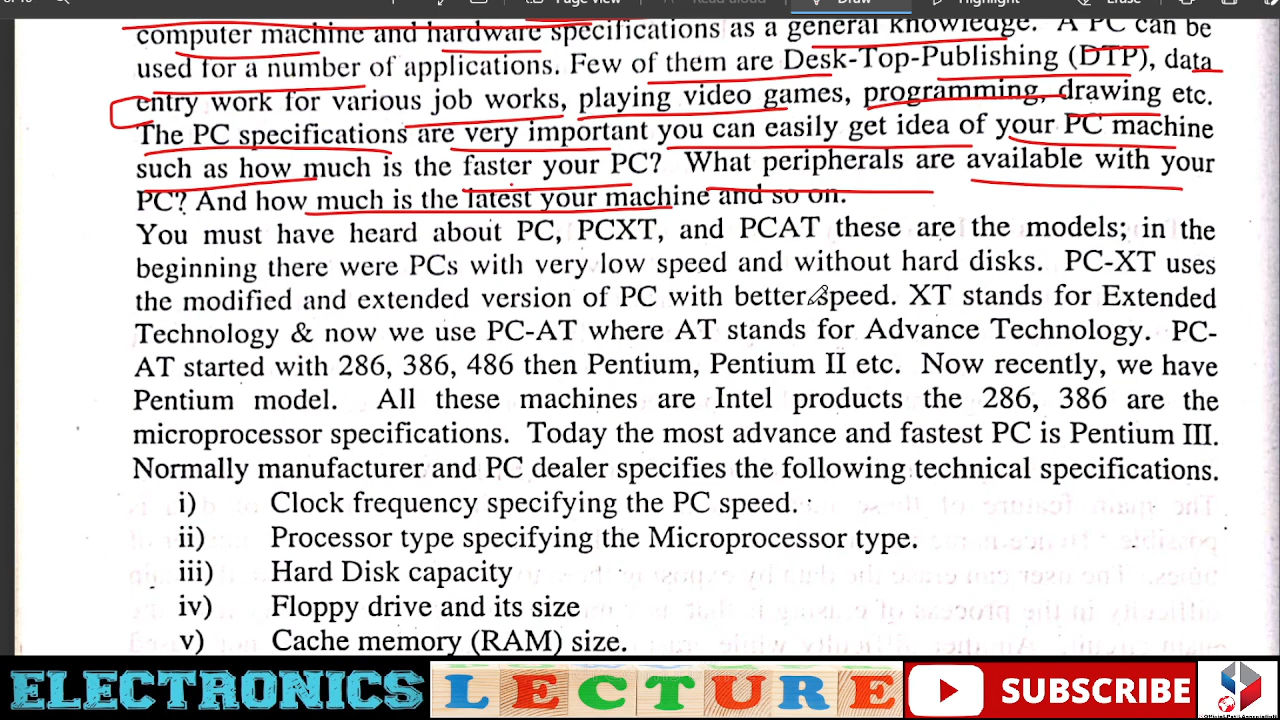 Page view
Read aloud
Draw
Highlight
Erase
computer machine and hardware specifications as a general knowledge. A PC can be
used for a number of applications. Few of them are Desk-Top-Publishing (DTP), data
entry work for various job works, playing video games, programming, drawing etc.
The PC specifications are very important you can easily get idea of your PC machine
such as how much is the faster your PC? What peripherals are available with your
PC? And how much is the latest your machine and so on.
You must have heard about PC, PCXT, and PCAT these are the models; in the
beginning there were PCs with very low speed and without hard disks. PC-XT uses
the modified and extended version of PC with better speed. XT stands for Extended
Technology & now we use PC-AT where AT stands for Advance Technology. PC-
AT started with 286, 386, 486 then Pentium, Pentium II etc. Now recently, we have
Pentium model. All these machines are Intel products the 286, 386 are the
microprocessor specifications. Today the most advance and fastest PC is Pentium III.
Normally manufacturer and PC dealer specifies the following technical specifications.
i) Clock frequency specifying the PC speed.
ii) Processor type specifying the Microprocessor type.
iii) Hard Disk capacity
iv) Floppy drive and its size
v) Cache memory (RAM) size.
ELECTRONICS LECTURE SUBSCRIBE